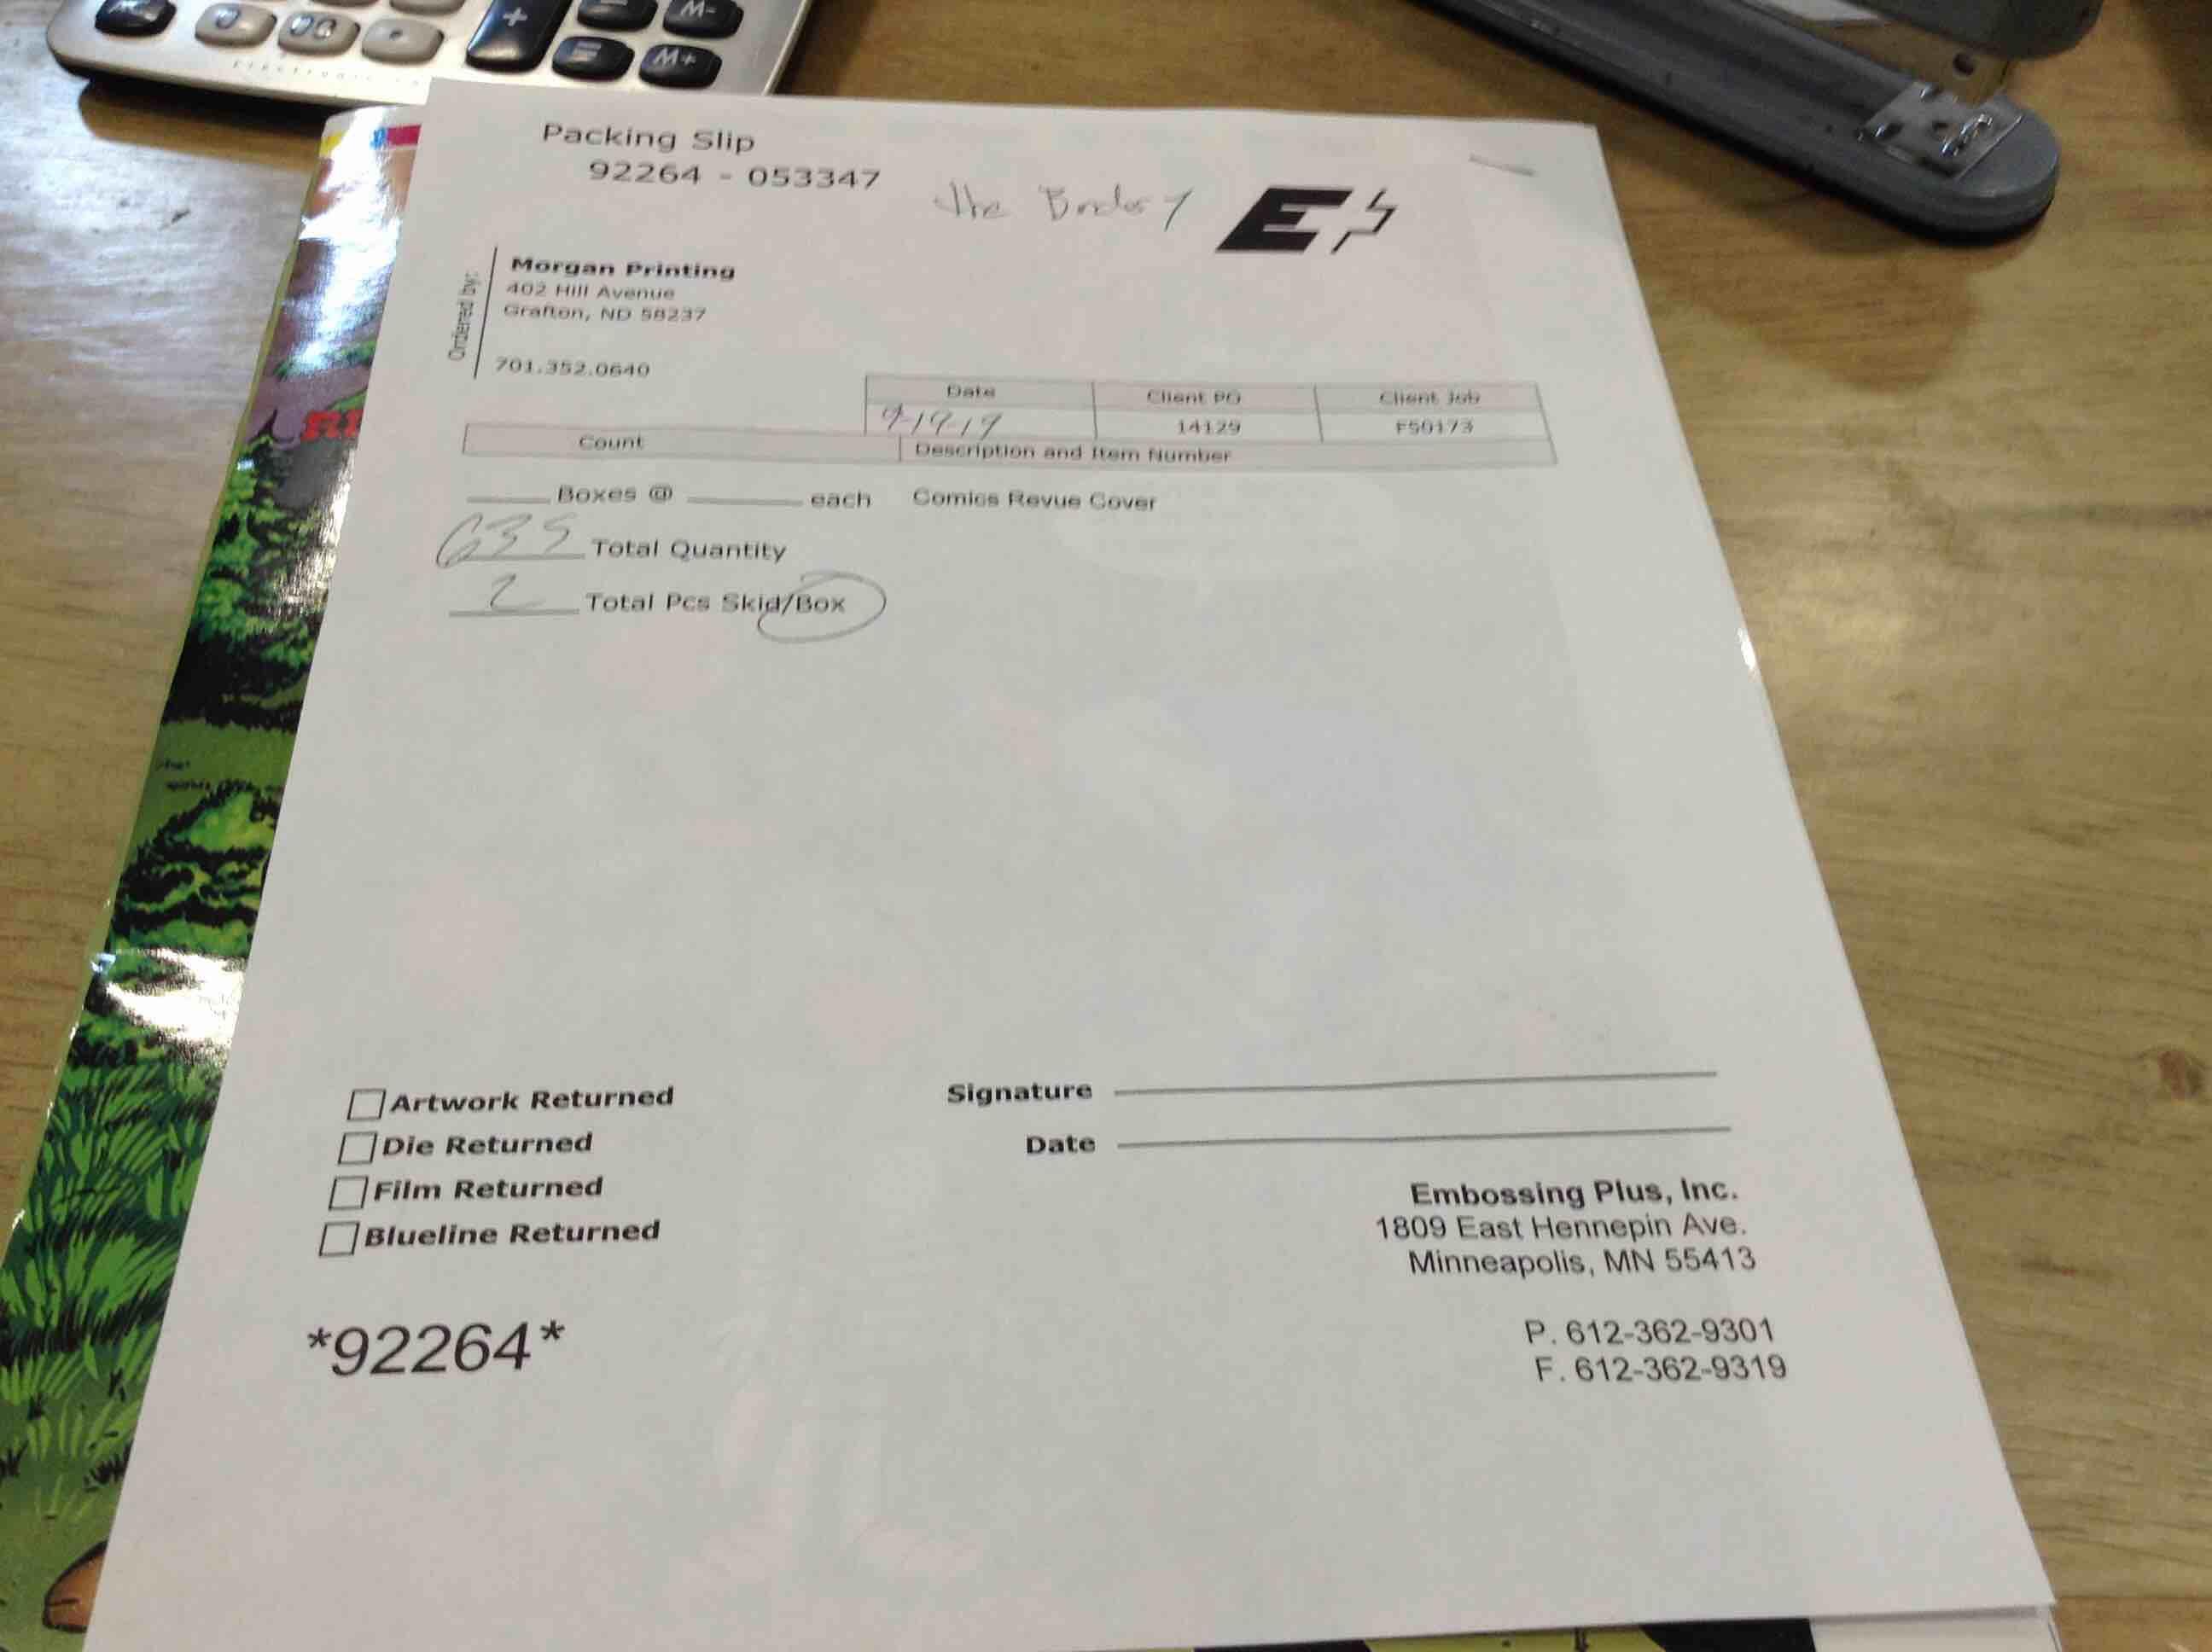 M-
0
00
.
+
=
M+
ELECTRONIC
Packing Slip
92264 - 053347
The Bindery
E+
Ordered by:
Morgan Printing
402 Hill Avenue
Grafton, ND 58237
701.352.0640
Date Client PO Client Job
9-19-19 14129 F50173
Count Description and Item Number
Boxes @ each Comics Revue Cover
635 Total Quantity
2 Total Pcs Skid/Box
Artwork Returned
Die Returned
Film Returned
Blueline Returned
Signature
Date
Embossing Plus, Inc.
1809 East Hennepin Ave.
Minneapolis, MN 55413
P. 612-362-9301
F. 612-362-9319
*92264*